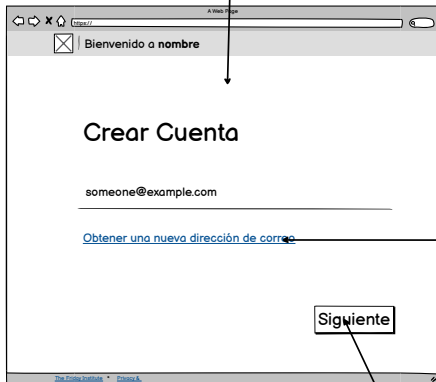 A Web Page
https://
Bienvenido a nombre
Crear Cuenta
someone@example.com
Obtener una nueva dirección de correo
Siguiente
The Friday Institute * Privacy &